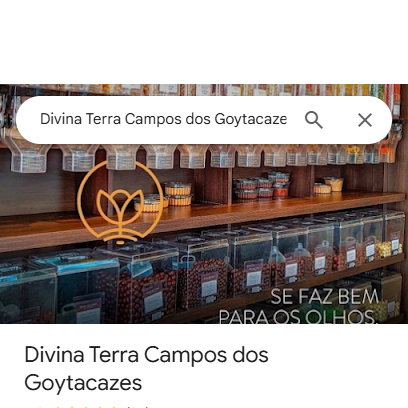 Divina Terra Campos dos Goytacaze
SE FAZ BEM
PARA OS OLHOS,
Divina Terra Campos dos
Goytacazes